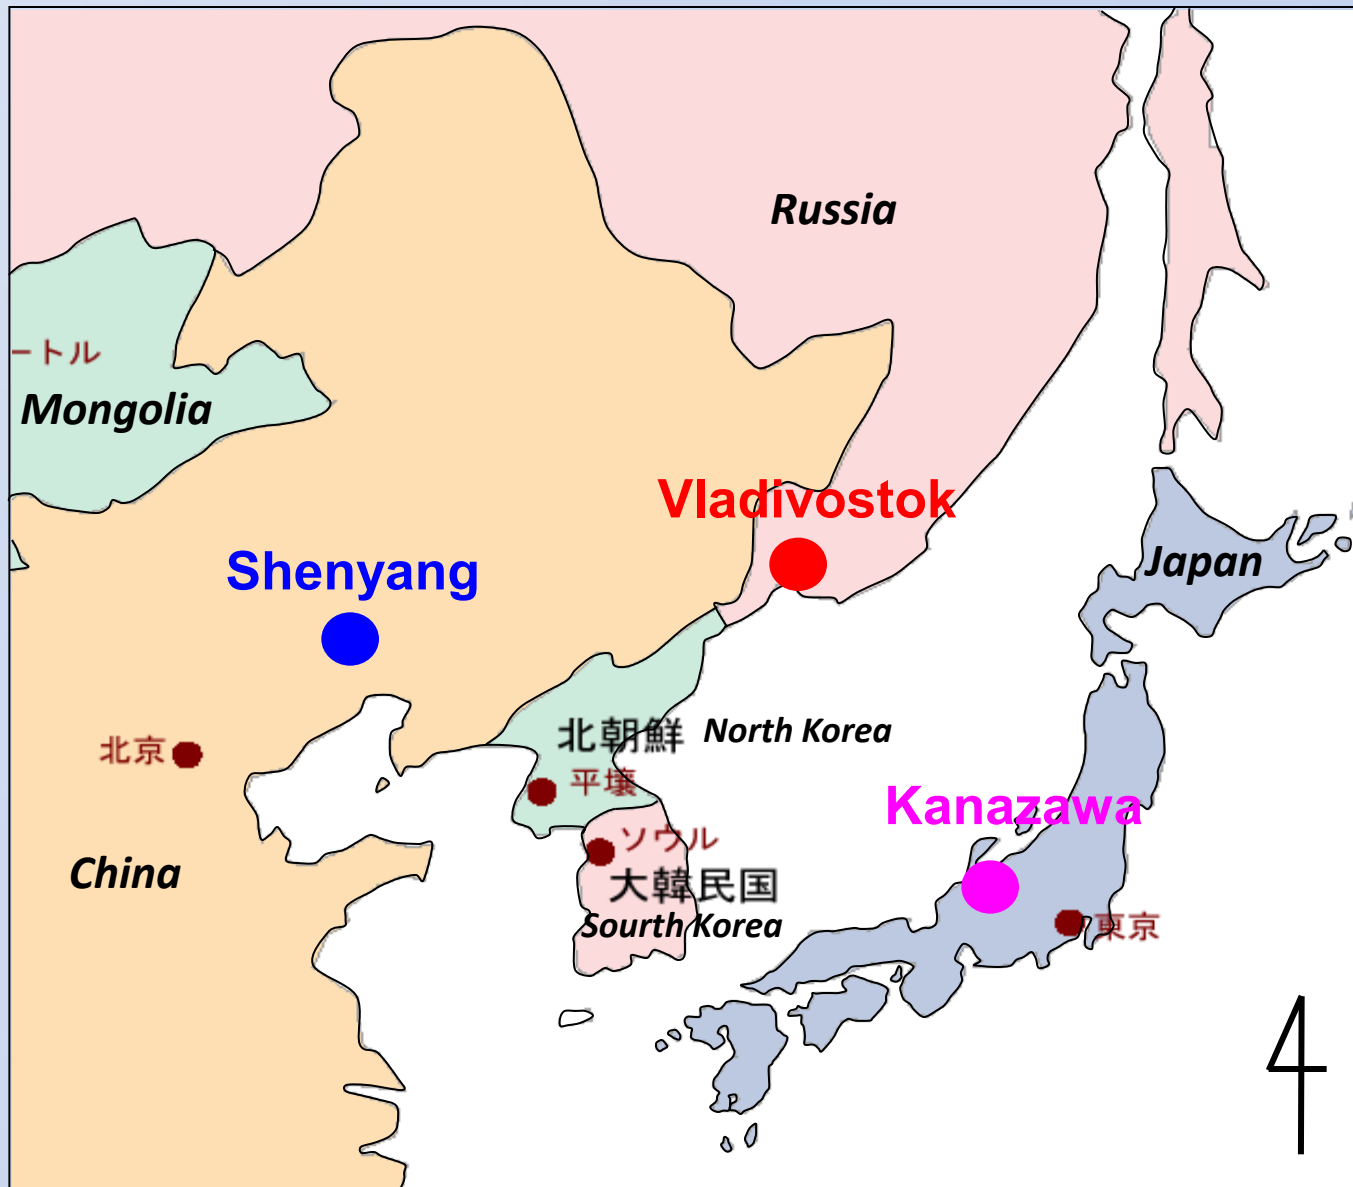 Russia
ートル
Mongolia
Vladivostok
Shenyang
Japan
北朝鮮
North Korea
北京
平壌
Kanazawa
ソウル
China
大韓民国
Sourth Korea
東京